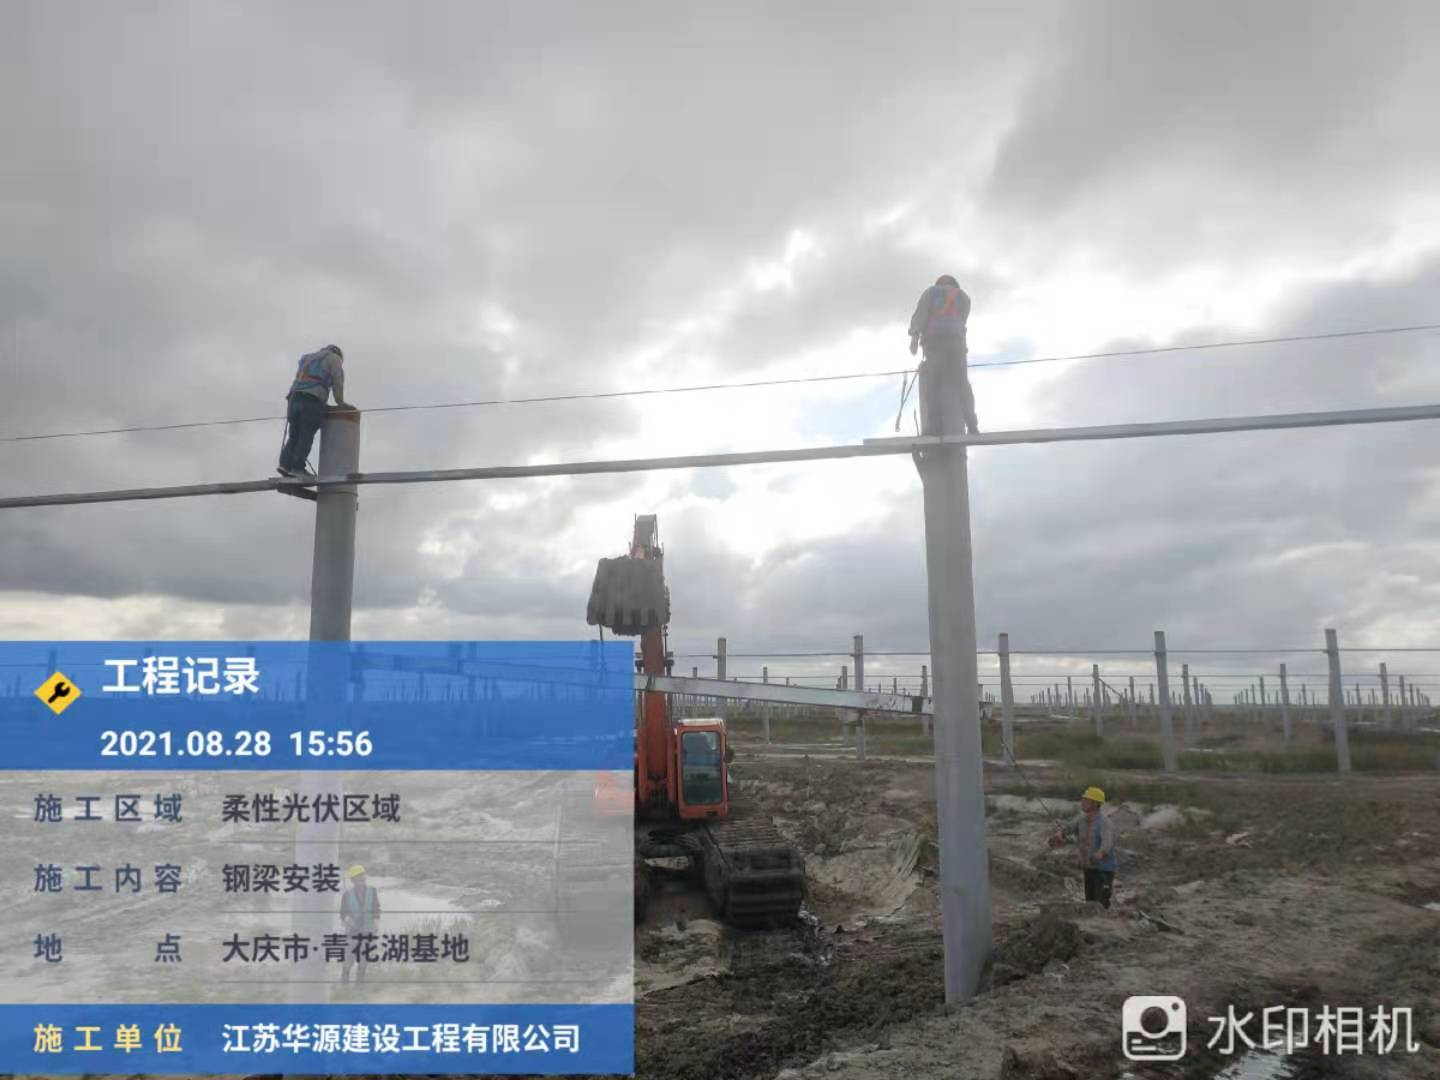 工程记录
2021.08.28 15:56
施工区域 柔性光伏区域
施工内容 钢梁安装
地点 大庆市·青花湖基地
施工单位 江苏华源建设工程有限公司
水印相机